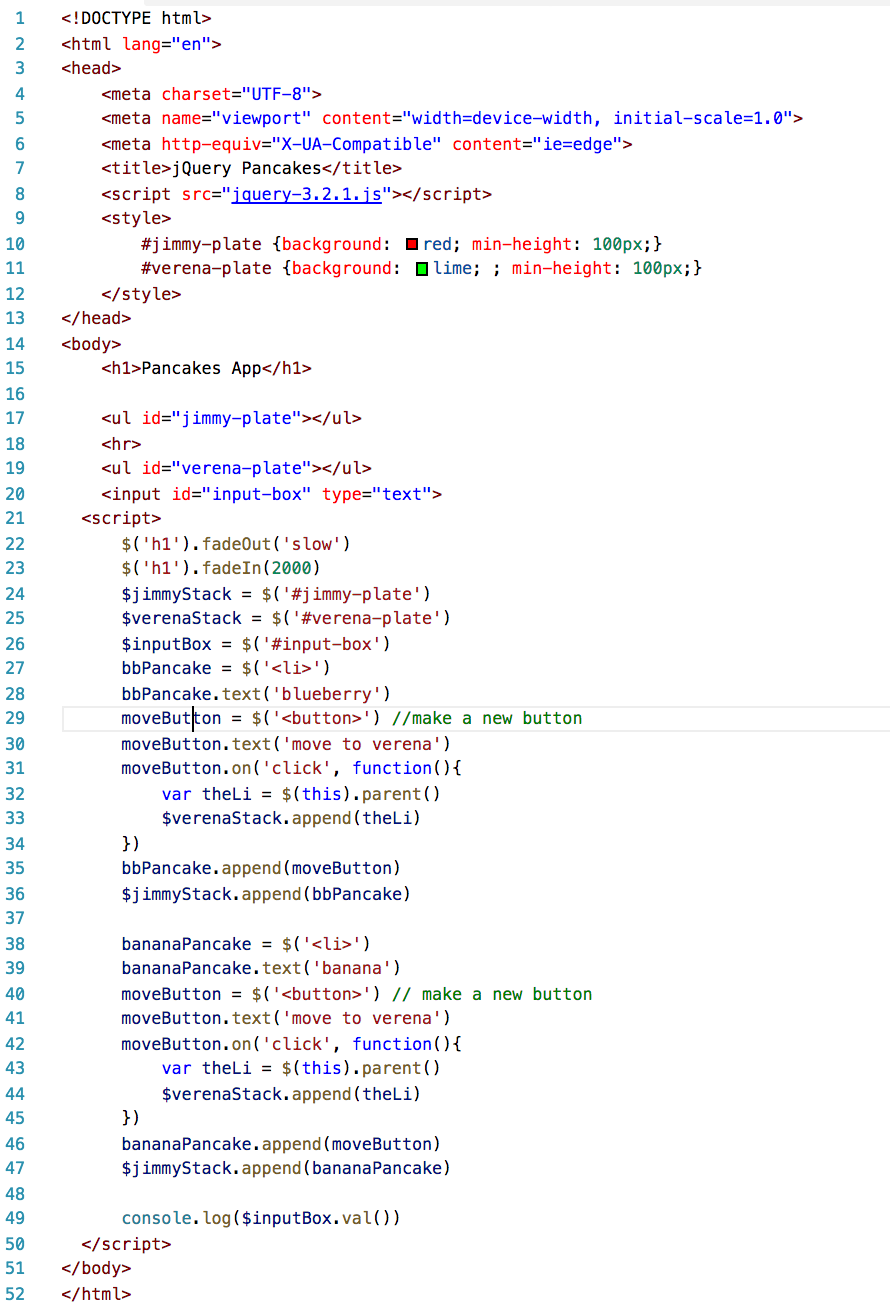 1 <!DOCTYPE html>
2 <html lang="en">
3 <head>
4     <meta charset="UTF-8">
5     <meta name="viewport" content="width=device-width, initial-scale=1.0">
6     <meta http-equiv="X-UA-Compatible" content="ie=edge">
7     <title>jQuery Pancakes</title>
8     <script src="jquery-3.2.1.js"></script>
9     <style>
10         #jimmy-plate {background: red; min-height: 100px;}
11         #verena-plate {background: lime; ; min-height: 100px;}
12     </style>
13 </head>
14 <body>
15     <h1>Pancakes App</h1>
16
17     <ul id="jimmy-plate"></ul>
18     <hr>
19     <ul id="verena-plate"></ul>
20     <input id="input-box" type="text">
21   <script>
22       $('h1').fadeOut('slow')
23       $('h1').fadeIn(2000)
24       $jimmyStack = $('#jimmy-plate')
25       $verenaStack = $('#verena-plate')
26       $inputBox = $('#input-box')
27       bbPancake = $('<li>')
28       bbPancake.text('blueberry')
29       moveButton = $('<button>') //make a new button
30       moveButton.text('move to verena')
31       moveButton.on('click', function(){
32           var theLi = $(this).parent()
33           $verenaStack.append(theLi)
34       })
35       bbPancake.append(moveButton)
36       $jimmyStack.append(bbPancake)
37
38       bananaPancake = $('<li>')
39       bananaPancake.text('banana')
40       moveButton = $('<button>') // make a new button
41       moveButton.text('move to verena')
42       moveButton.on('click', function(){
43           var theLi = $(this).parent()
44           $verenaStack.append(theLi)
45       })
46       bananaPancake.append(moveButton)
47       $jimmyStack.append(bananaPancake)
48
49       console.log($inputBox.val())
50   </script>
51 </body>
52 </html>